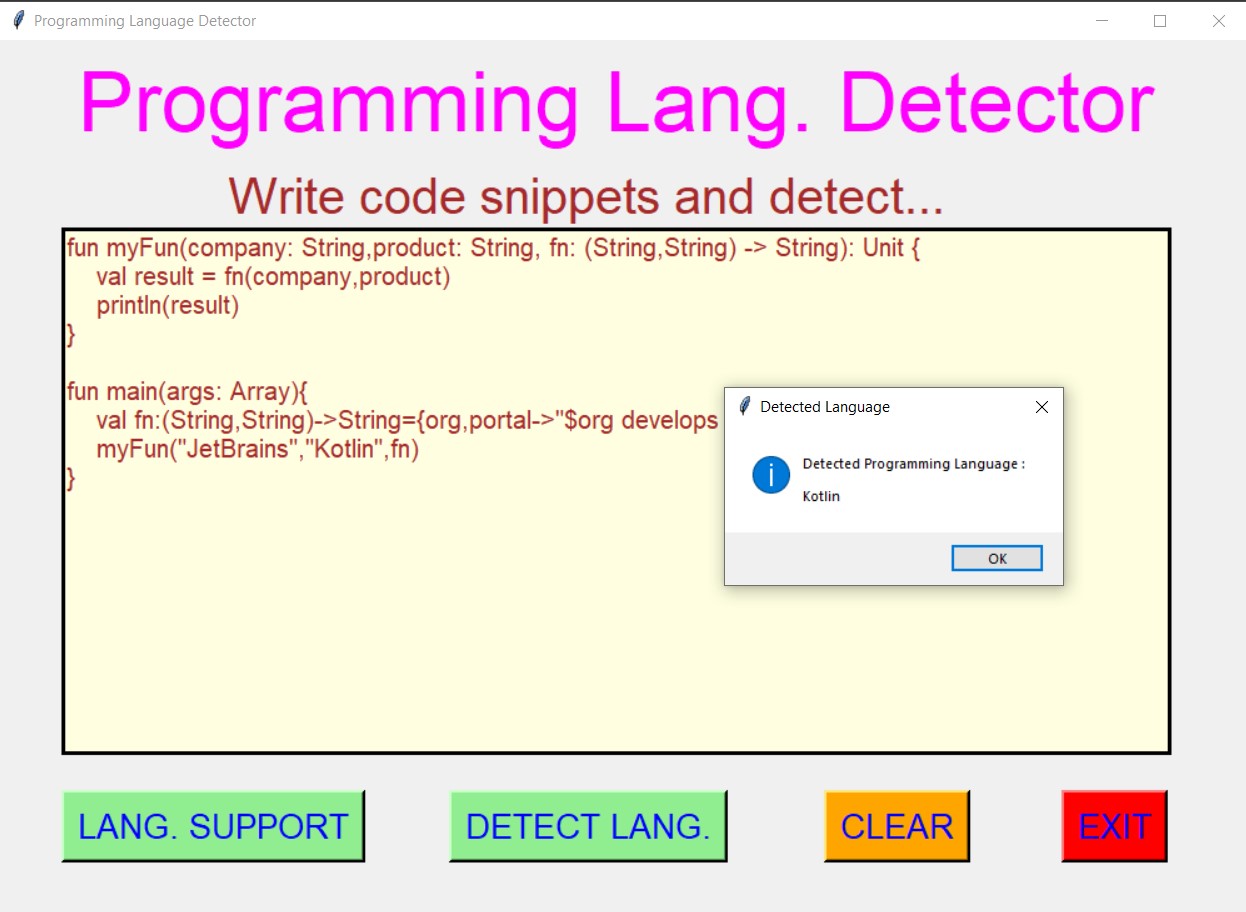 Programming Language Detector
Programming Lang. Detector
Write code snippets and detect...
fun myFun(company: String,product: String, fn: (String,String) -> String): Unit {
    val result = fn(company,product)
    println(result)
}
fun main(args: Array){
    val fn:(String,String)->String={org,portal->"$org develops
    myFun("JetBrains","Kotlin",fn)
}
Detected Language
Detected Programming Language :
Kotlin
OK
LANG. SUPPORT
DETECT LANG.
CLEAR
EXIT